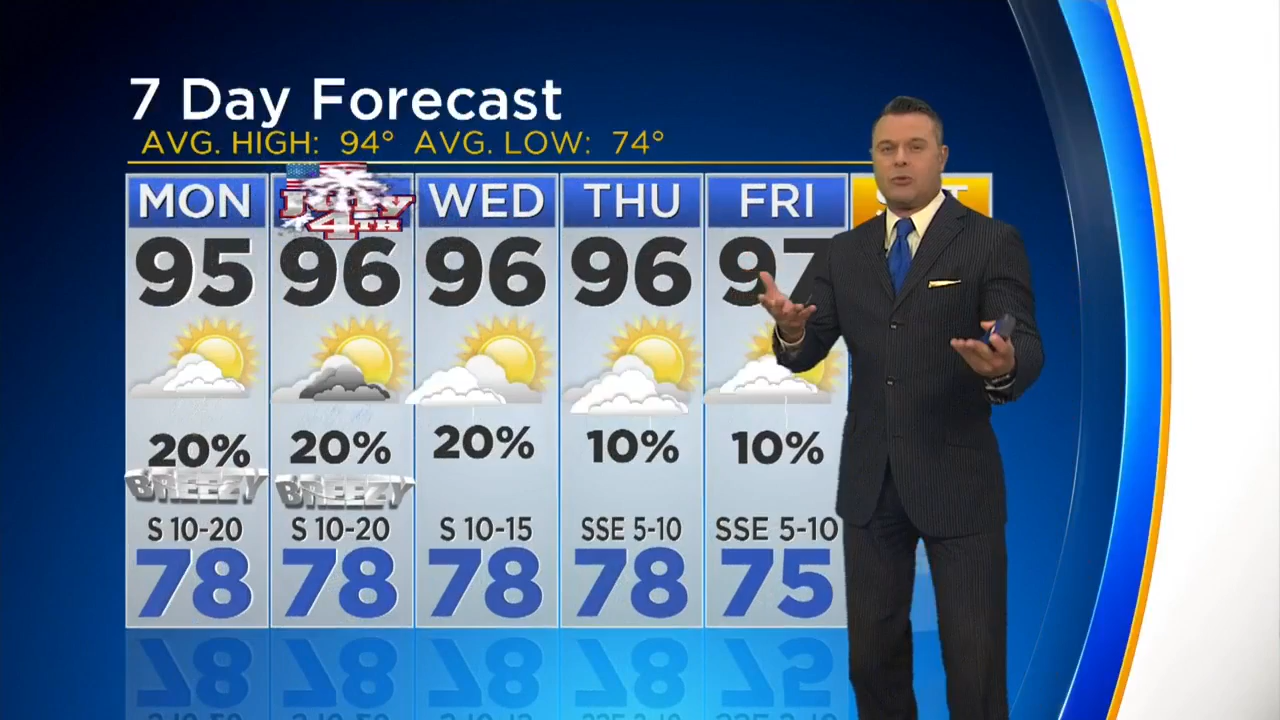 7 Day Forecast
AVG. HIGH: 94° AVG. LOW: 74°
MON July 4TH WED THU FRI
95 96 96 96 97
20% 20% 20% 10% 10%
BREEZY BREEZY
S 10-20 S 10-20 S 10-15 SSE 5-10 SSE 5-10
78 78 78 78 75